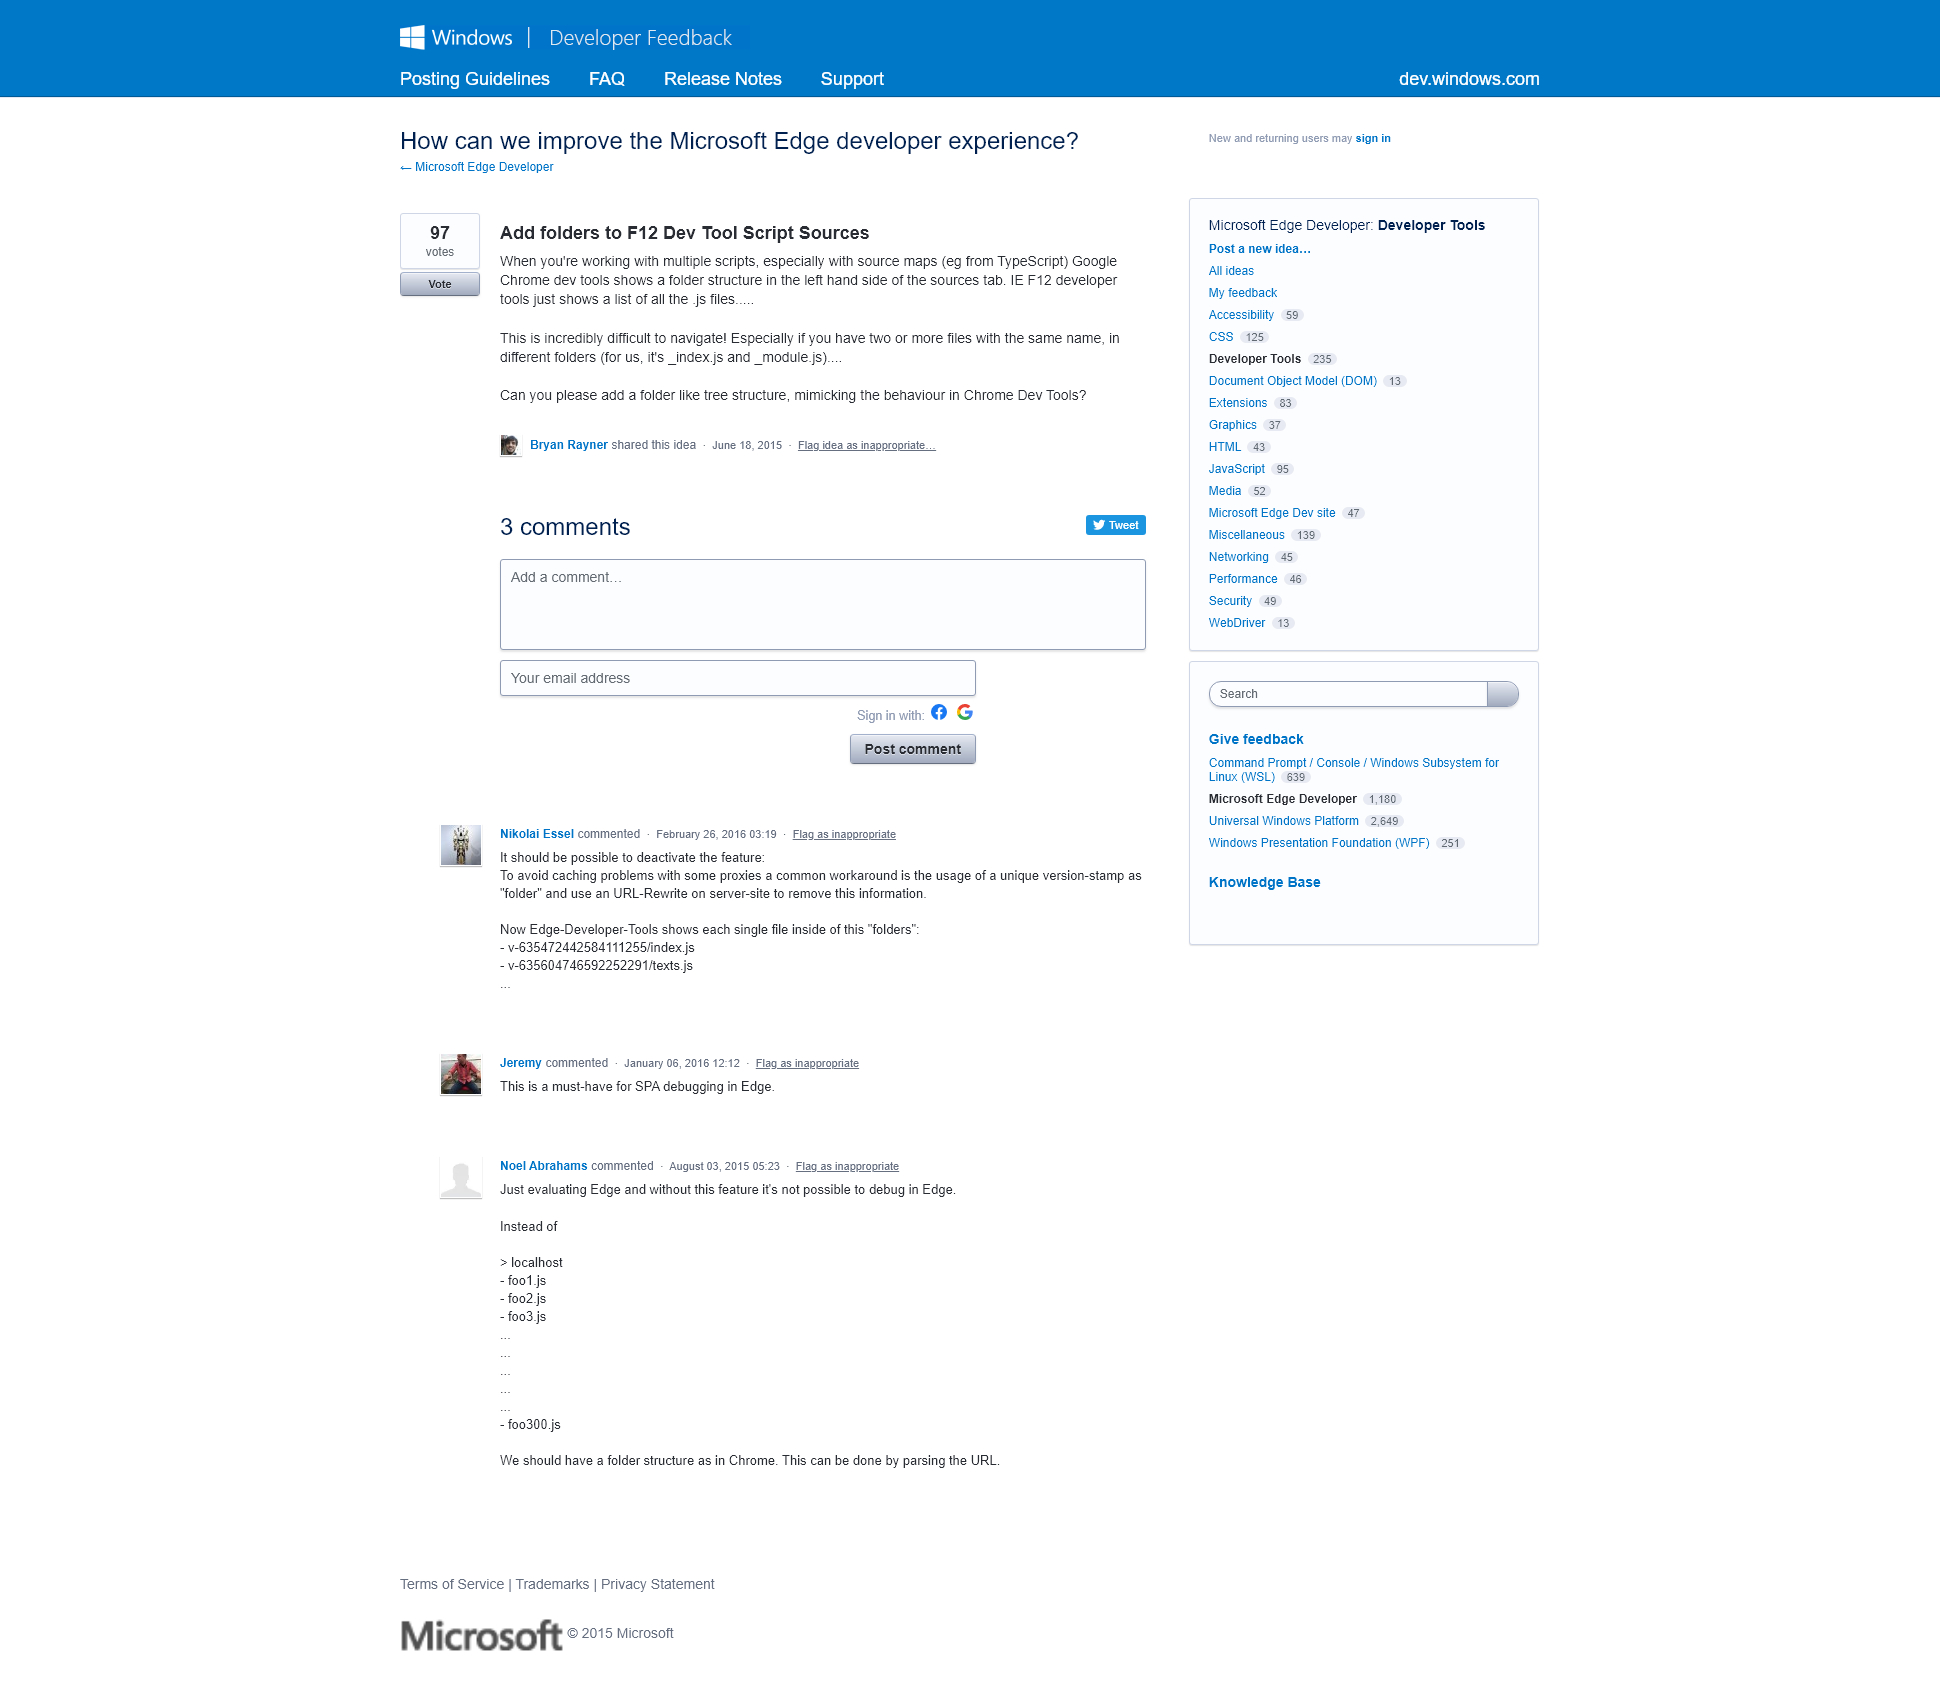 Windows | Developer Feedback
Posting Guidelines FAQ Release Notes Support dev.windows.com
How can we improve the Microsoft Edge developer experience?
← Microsoft Edge Developer
New and returning users may sign in
97
votes
Vote
Add folders to F12 Dev Tool Script Sources
When you're working with multiple scripts, especially with source maps (eg from TypeScript) Google
Chrome dev tools shows a folder structure in the left hand side of the sources tab. IE F12 developer
tools just shows a list of all the .js files.....
This is incredibly difficult to navigate! Especially if you have two or more files with the same name, in
different folders (for us, it's _index.js and _module.js)....
Can you please add a folder like tree structure, mimicking the behaviour in Chrome Dev Tools?
Bryan Rayner shared this idea · June 18, 2015 · Flag idea as inappropriate…
3 comments
Tweet
Add a comment…
Your email address
Sign in with:
Post comment
Nikolai Essel commented · February 26, 2016 03:19 · Flag as inappropriate
It should be possible to deactivate the feature:
To avoid caching problems with some proxies a common workaround is the usage of a unique version-stamp as
"folder" and use an URL-Rewrite on server-site to remove this information.
Now Edge-Developer-Tools shows each single file inside of this "folders":
- v-635472442584111255/index.js
- v-635604746592252291/texts.js
...
Jeremy commented · January 06, 2016 12:12 · Flag as inappropriate
This is a must-have for SPA debugging in Edge.
Noel Abrahams commented · August 03, 2015 05:23 · Flag as inappropriate
Just evaluating Edge and without this feature it's not possible to debug in Edge.
Instead of
> localhost
- foo1.js
- foo2.js
- foo3.js
...
...
...
...
...
- foo300.js
We should have a folder structure as in Chrome. This can be done by parsing the URL.
Microsoft Edge Developer: Developer Tools
Post a new idea…
All ideas
My feedback
Accessibility 59
CSS 125
Developer Tools 235
Document Object Model (DOM) 13
Extensions 83
Graphics 37
HTML 43
JavaScript 95
Media 52
Microsoft Edge Dev site 47
Miscellaneous 139
Networking 45
Performance 46
Security 49
WebDriver 13
Search
Give feedback
Command Prompt / Console / Windows Subsystem for
Linux (WSL) 639
Microsoft Edge Developer 1,180
Universal Windows Platform 2,649
Windows Presentation Foundation (WPF) 251
Knowledge Base
Terms of Service | Trademarks | Privacy Statement
Microsoft © 2015 Microsoft